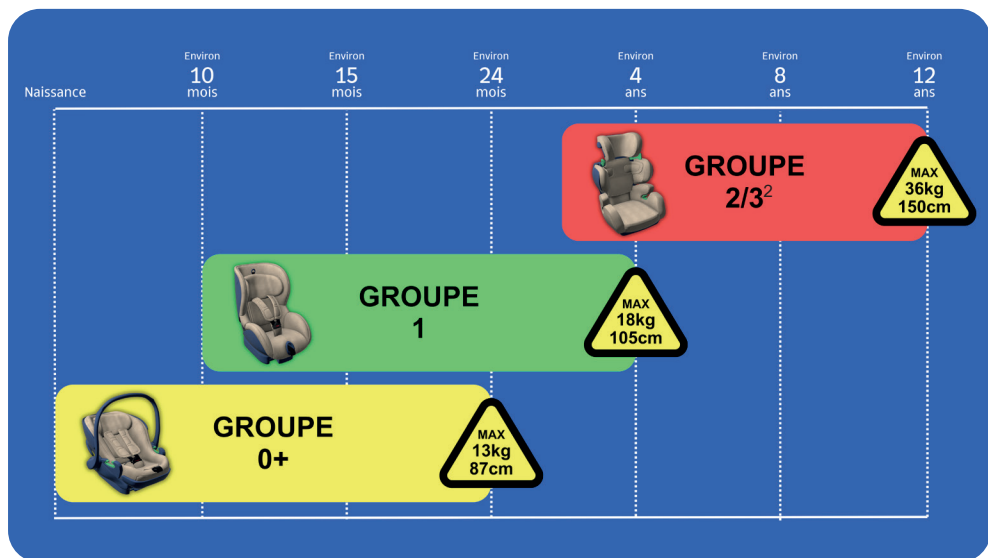 Naissance
Environ
10
mois
Environ
15
mois
Environ
24
mois
Environ
4
ans
Environ
8
ans
Environ
12
ans
GROUPE
2/3²
MAX
36kg
150cm
GROUPE
1
MAX
18kg
105cm
GROUPE
0+
MAX
13kg
87cm